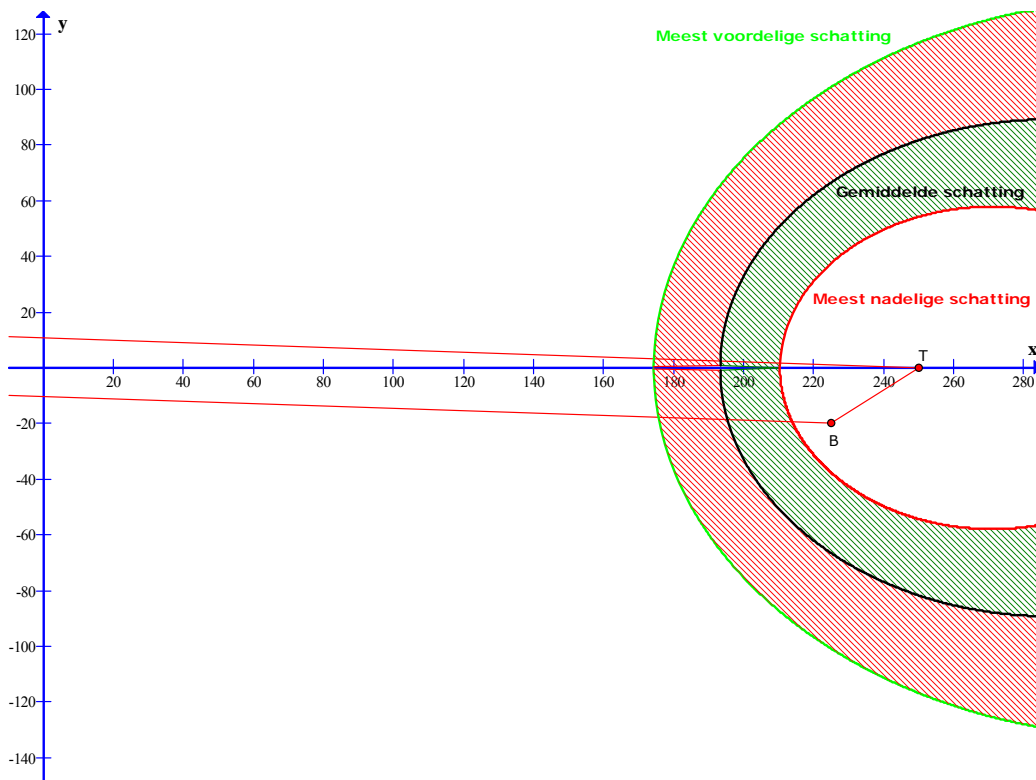 y
120
Meest voordelige schatting
100
80
Gemiddelde schatting
60
40
Meest nadelige schatting
20
T
x
20 40 60 80 100 120 140 160 180 200 220 240 260 280
-20
B
-40
-60
-80
-100
-120
-140